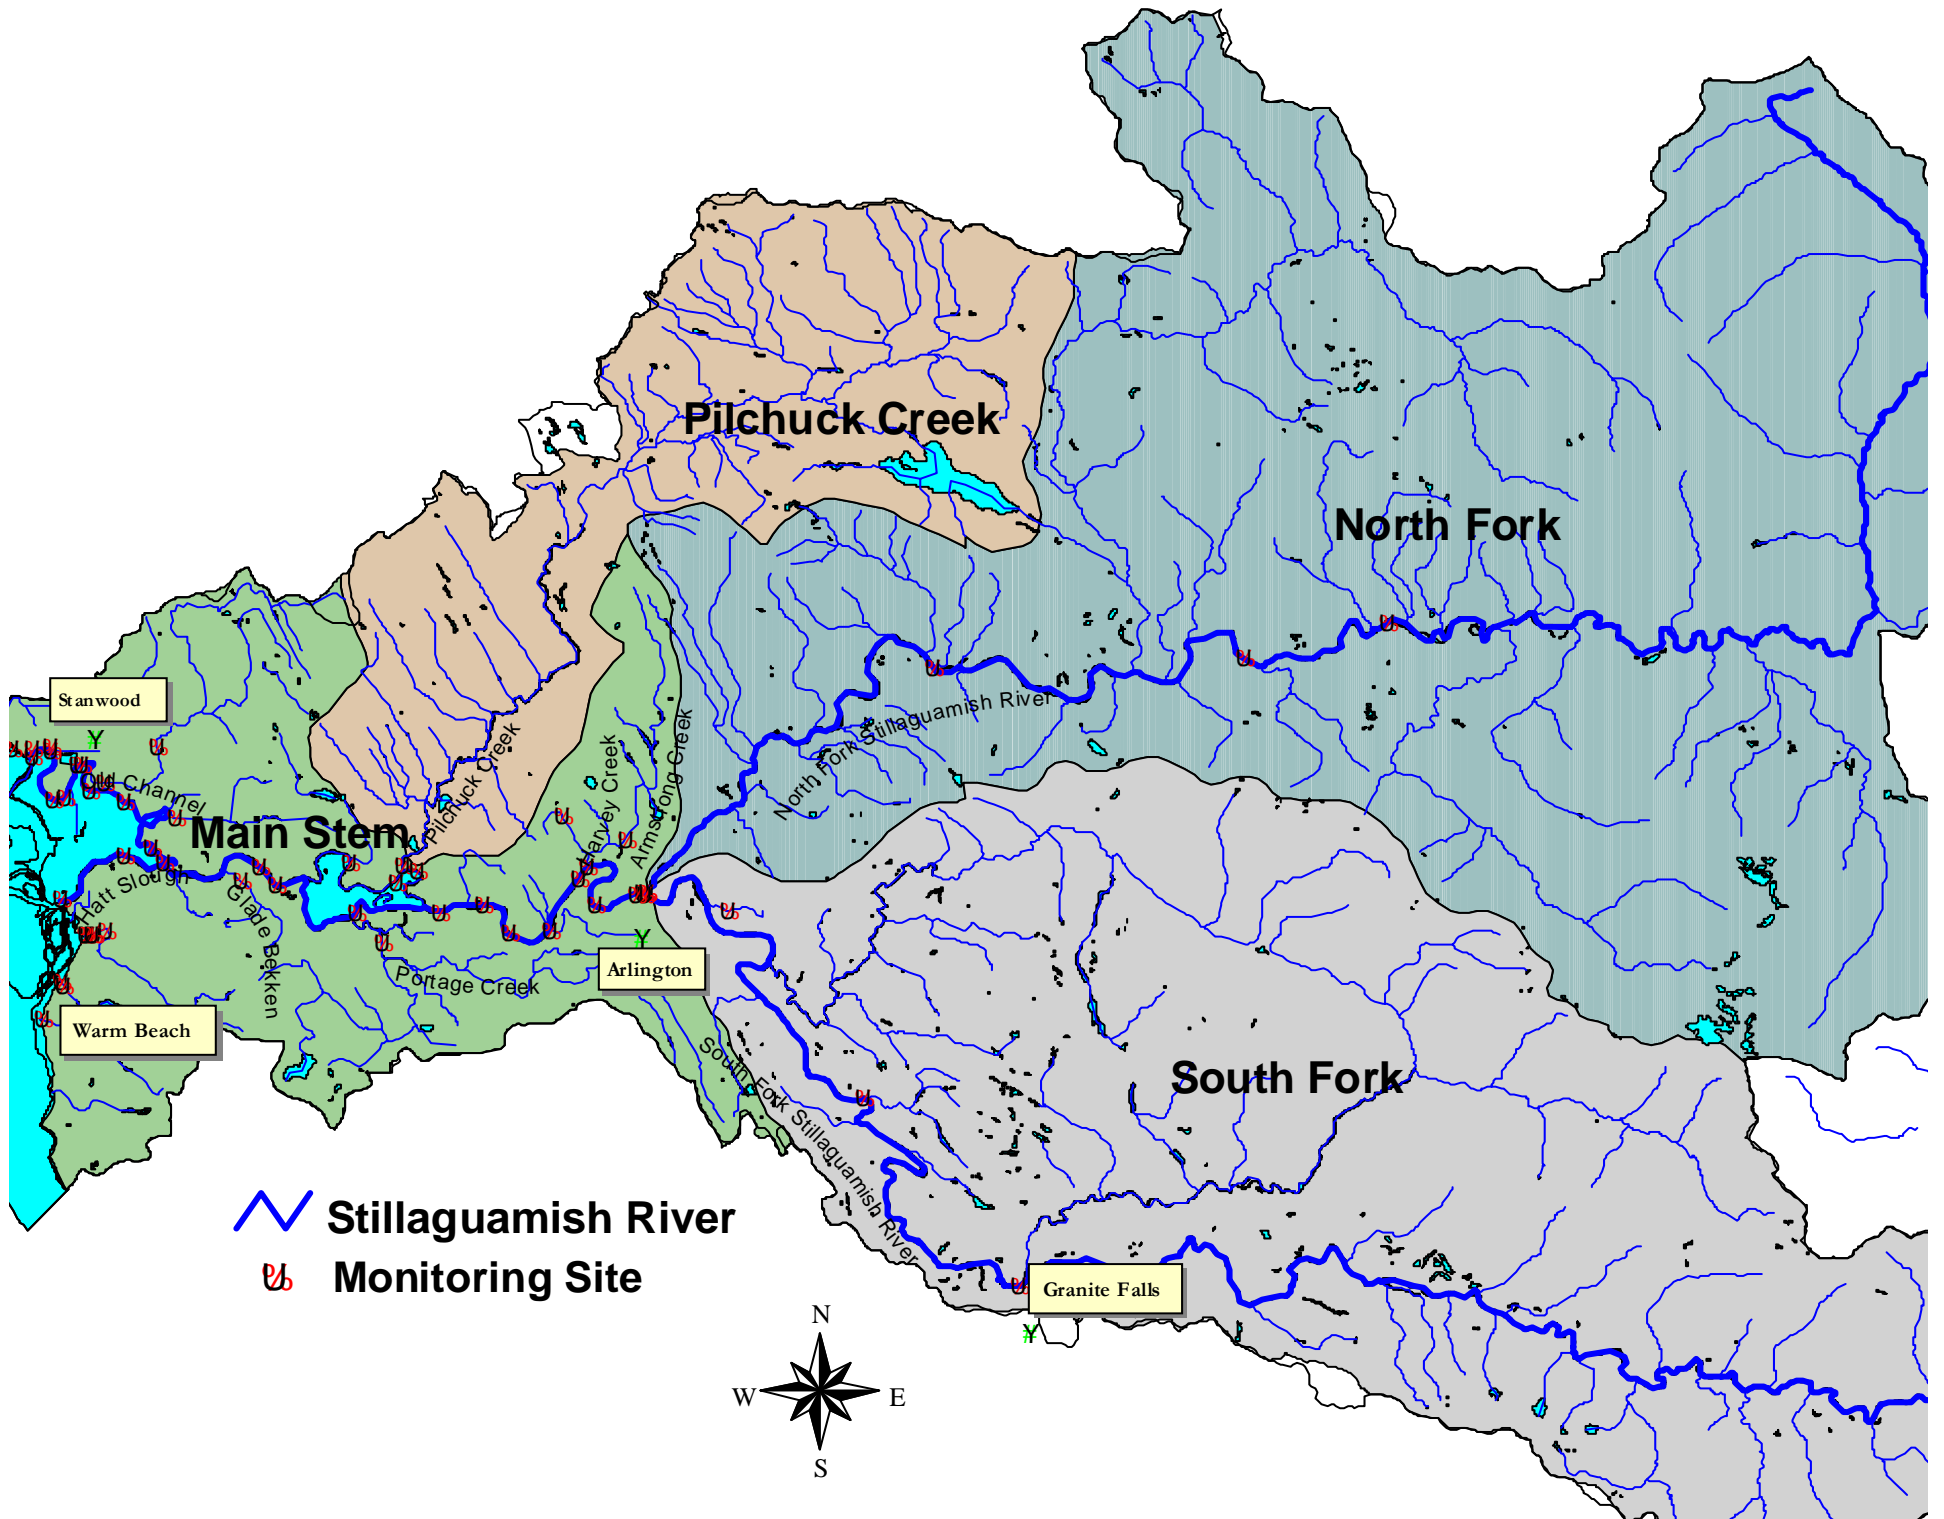 Pilchuck Creek
North Fork
Stanwood
Old Channel
Main Stem
Pilchuck Creek
Harvey Creek
Armstrong Creek
North Fork Stillaguamish River
Hatt Slough
Glade Bekken
Portage Creek
Arlington
Warm Beach
South Fork
South Fork Stillaguamish River
Stillaguamish River
Monitoring Site
Granite Falls
N
W
E
S